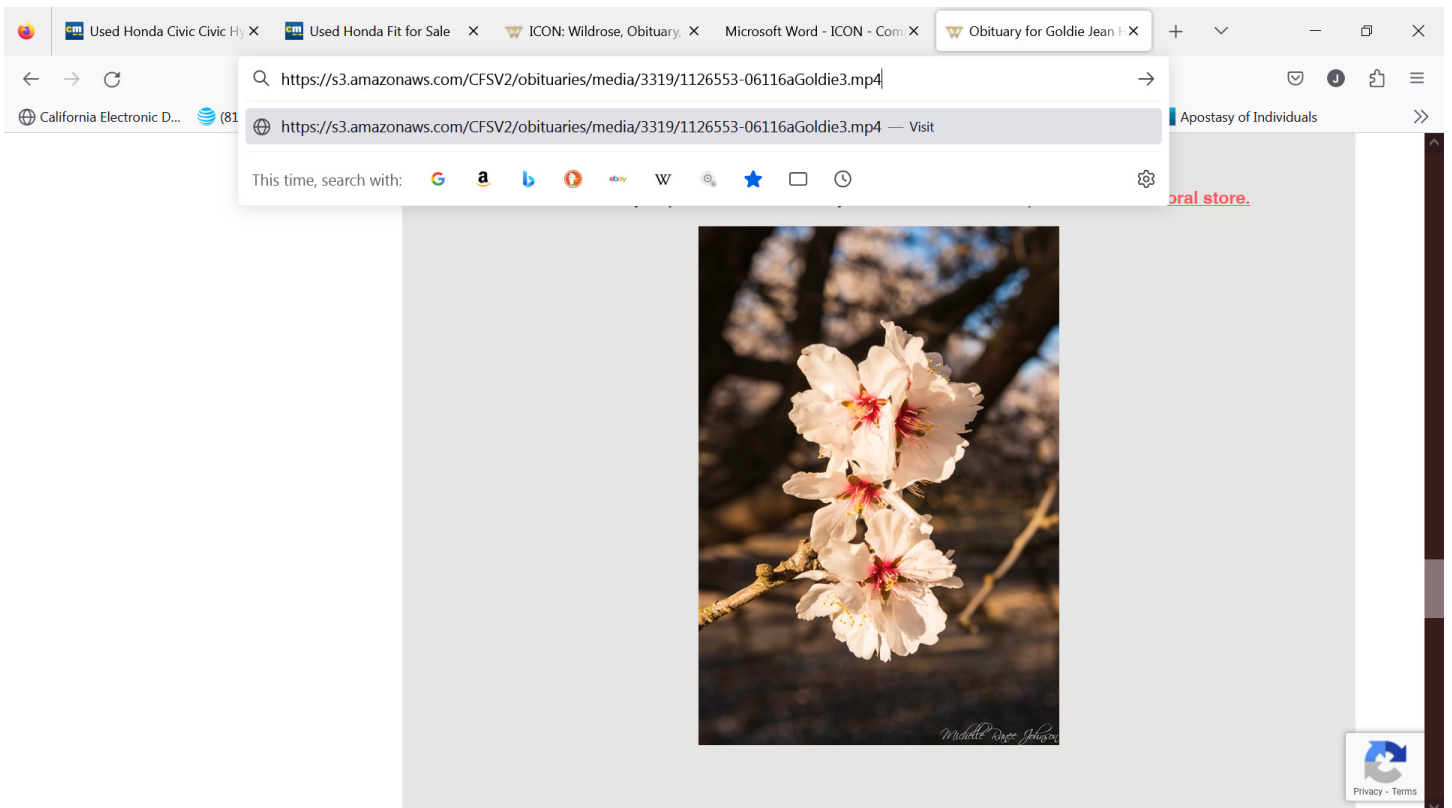 Used Honda Civic Civic Hy
Used Honda Fit for Sale
ICON: Wildrose, Obituary,
Microsoft Word - ICON - Com
Obituary for Goldie Jean H
https://s3.amazonaws.com/CFSV2/obituaries/media/3319/1126553-06116aGoldie3.mp4
J
California Electronic D...
(81
https://s3.amazonaws.com/CFSV2/obituaries/media/3319/1126553-06116aGoldie3.mp4 — Visit
Apostasy of Individuals
This time, search with: G a b ebay W
oral store.
Michelle Ranee Johnson
Privacy - Terms